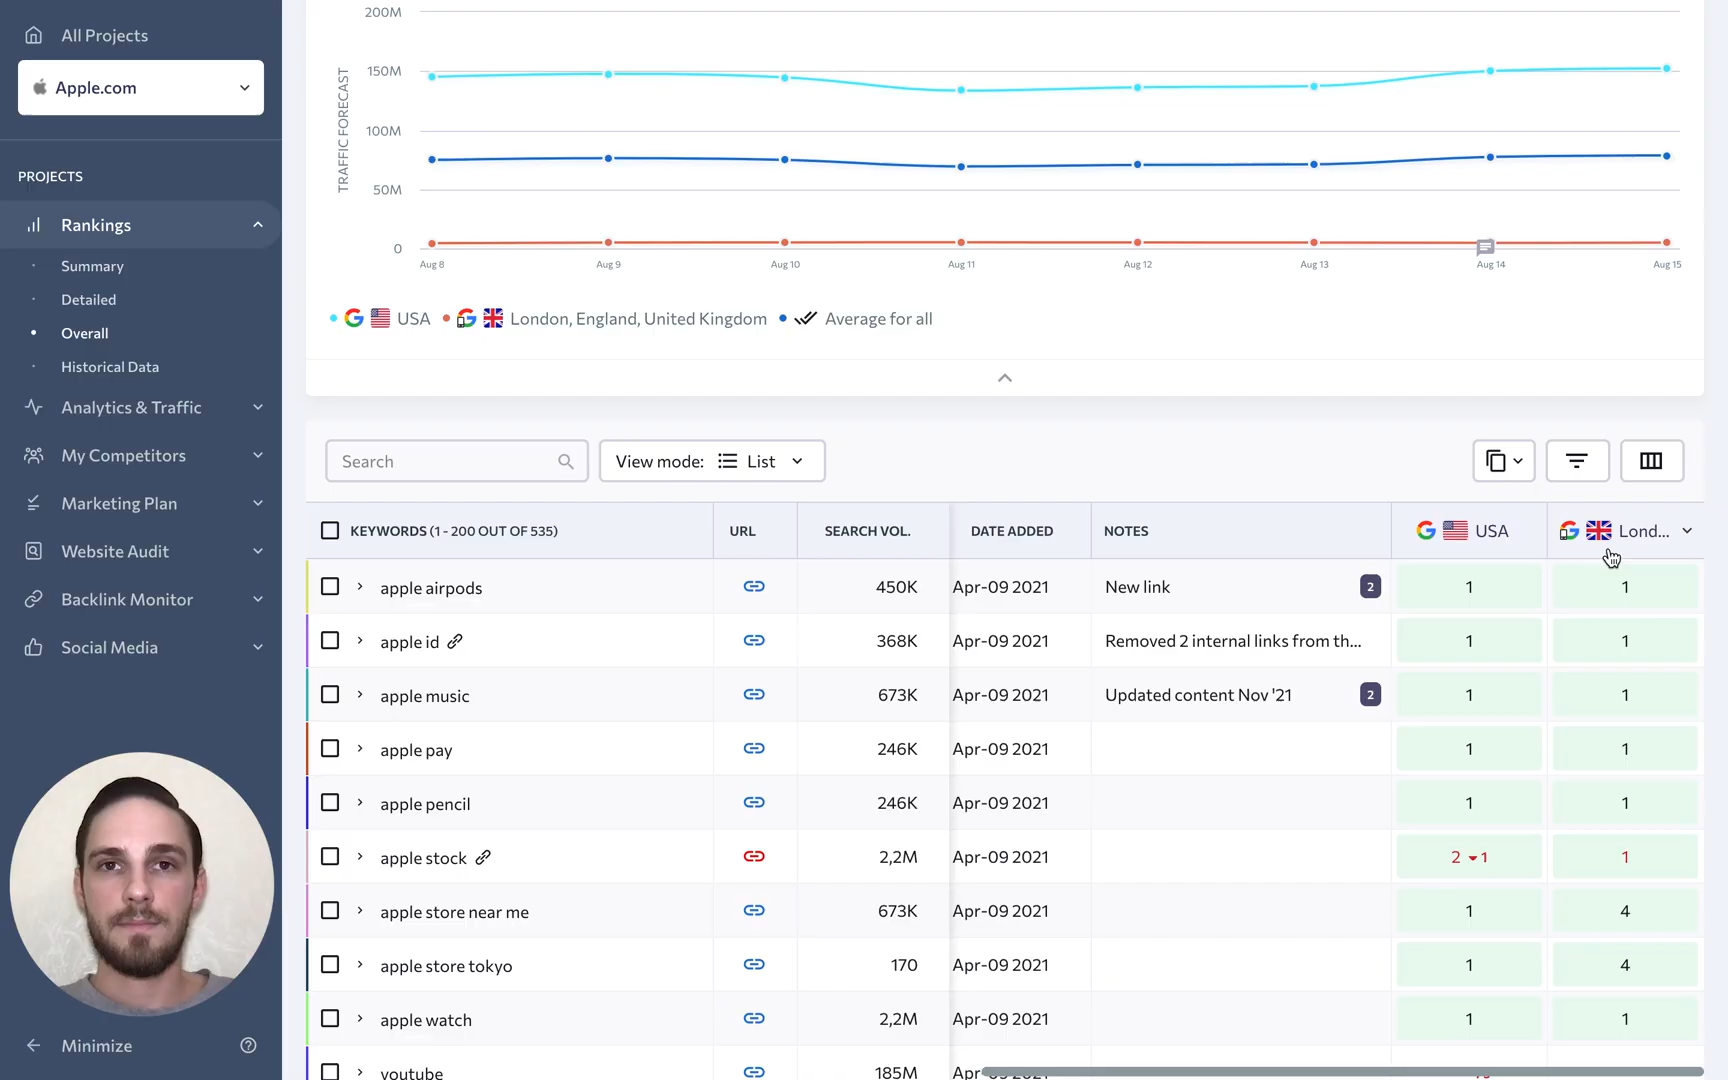 All Projects
Apple.com
PROJECTS
Rankings
Summary
Detailed
Overall
Historical Data
Analytics & Traffic
My Competitors
Marketing Plan
Website Audit
Backlink Monitor
Social Media
Minimize
TRAFFIC FORECAST
200M
150M
100M
50M
0
Aug 8 Aug 9 Aug 10 Aug 11 Aug 12 Aug 13 Aug 14 Aug 15
USA London, England, United Kingdom Average for all
Search View mode: List
KEYWORDS (1 - 200 OUT OF 535) URL SEARCH VOL. DATE ADDED NOTES USA Lond...
apple airpods 450K Apr-09 2021 New link 2 1 1
apple id 368K Apr-09 2021 Removed 2 internal links from th... 1 1
apple music 673K Apr-09 2021 Updated content Nov '21 2 1 1
apple pay 246K Apr-09 2021 1 1
apple pencil 246K Apr-09 2021 1 1
apple stock 2,2M Apr-09 2021 2 1 1
apple store near me 673K Apr-09 2021 1 4
apple store tokyo 170 Apr-09 2021 1 4
apple watch 2,2M Apr-09 2021 1 1
youtube 185M